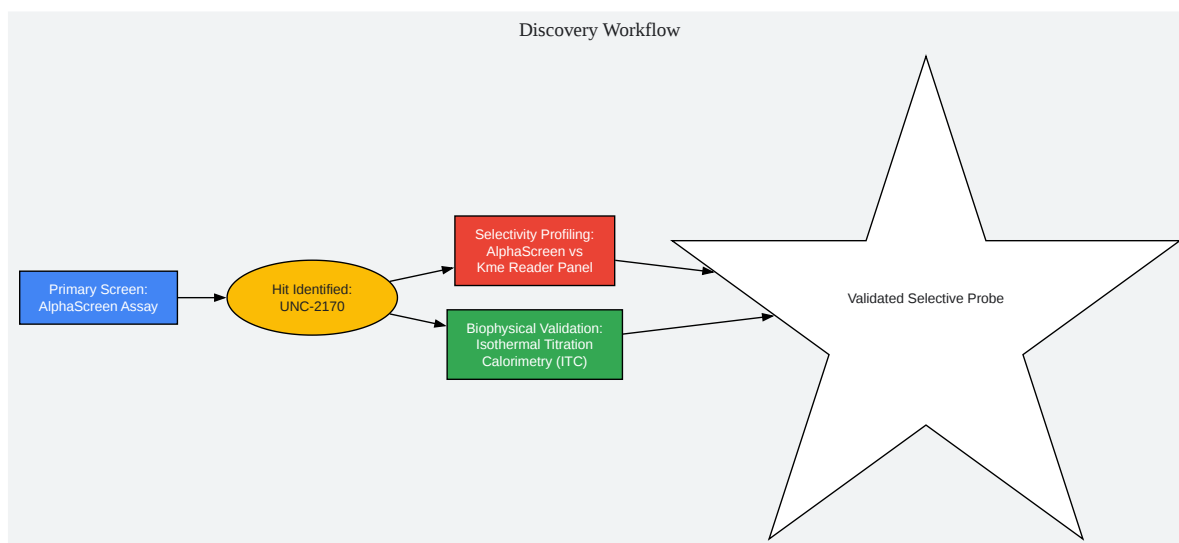 Discovery Workflow
Primary Screen:
AlphaScreen Assay
Hit Identified:
UNC-2170
Selectivity Profiling:
AlphaScreen vs
Kme Reader Panel
Biophysical Validation:
Isothermal Titration
Calorimetry (ITC)
Validated Selective Probe